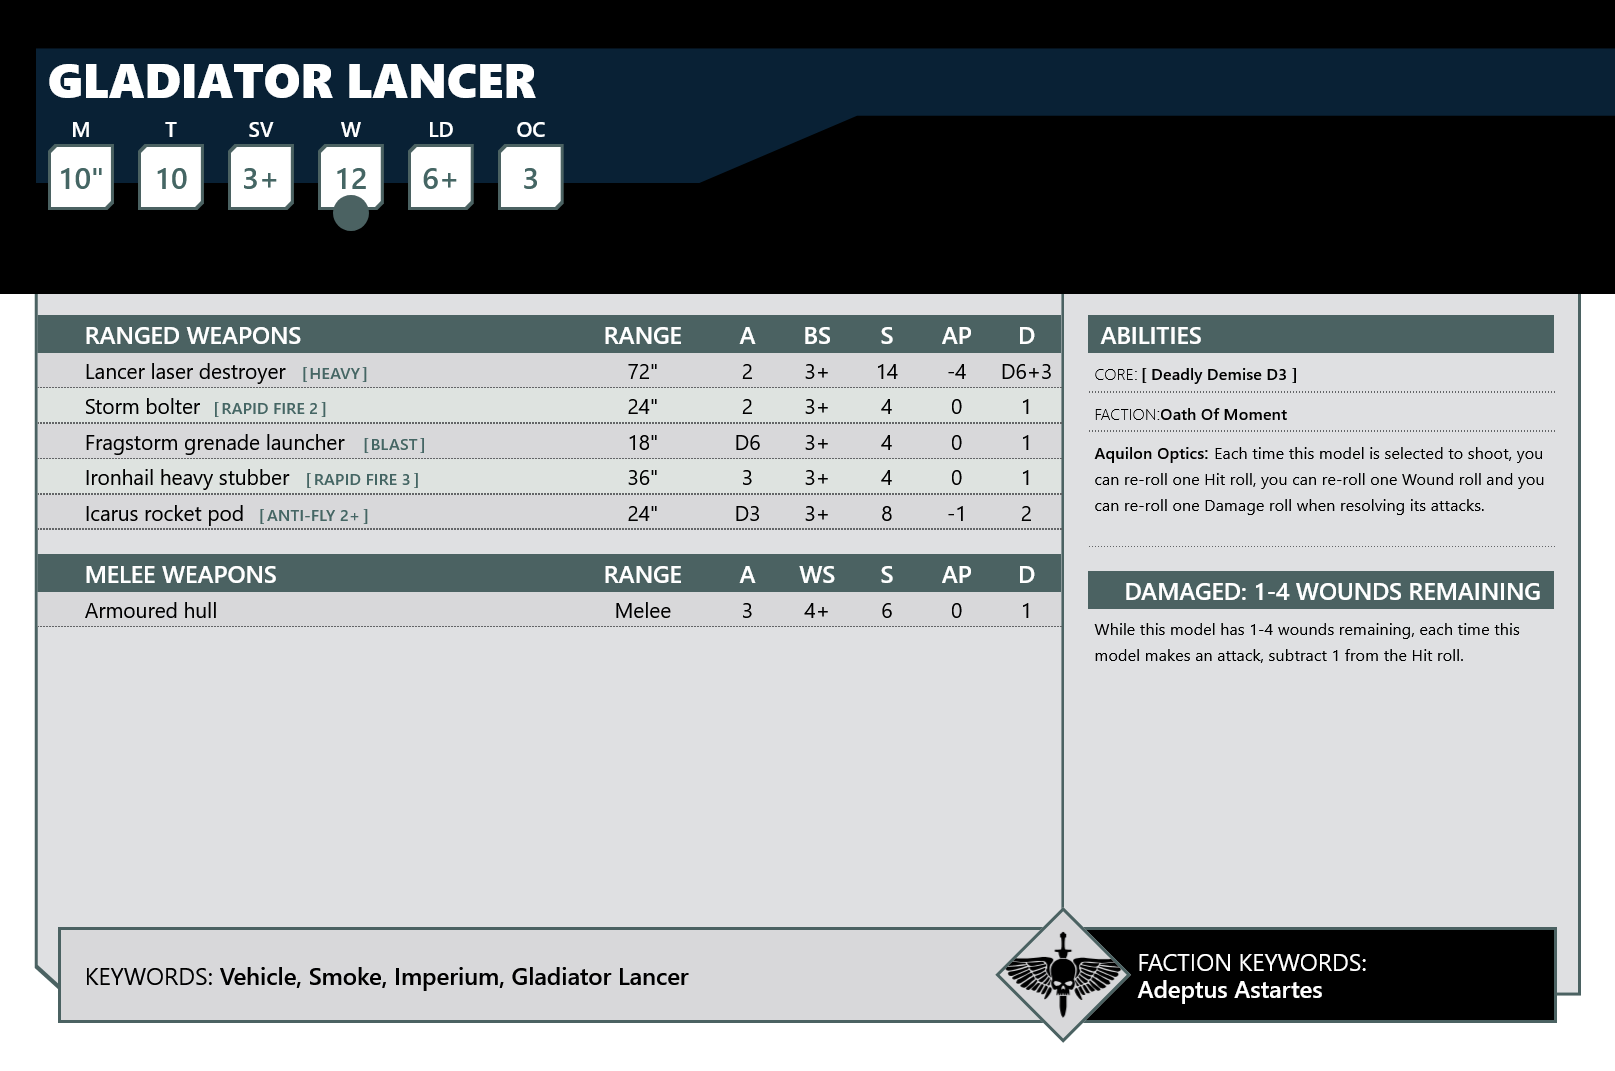 GLADIATOR LANCER
M T SV W LD OC
10" 10 3+ 12 6+ 3
RANGED WEAPONS RANGE A BS S AP D
Lancer laser destroyer [HEAVY] 72" 2 3+ 14 -4 D6+3
Storm bolter [RAPID FIRE 2] 24" 2 3+ 4 0 1
Fragstorm grenade launcher [BLAST] 18" D6 3+ 4 0 1
Ironhail heavy stubber [RAPID FIRE 3] 36" 3 3+ 4 0 1
Icarus rocket pod [ANTI-FLY 2+] 24" D3 3+ 8 -1 2
MELEE WEAPONS RANGE A WS S AP D
Armoured hull Melee 3 4+ 6 0 1
ABILITIES
CORE: [ Deadly Demise D3 ]
FACTION:Oath Of Moment
Aquilon Optics: Each time this model is selected to shoot, you
can re-roll one Hit roll, you can re-roll one Wound roll and you
can re-roll one Damage roll when resolving its attacks.
DAMAGED: 1-4 WOUNDS REMAINING
While this model has 1-4 wounds remaining, each time this
model makes an attack, subtract 1 from the Hit roll.
KEYWORDS: Vehicle, Smoke, Imperium, Gladiator Lancer
FACTION KEYWORDS:
Adeptus Astartes